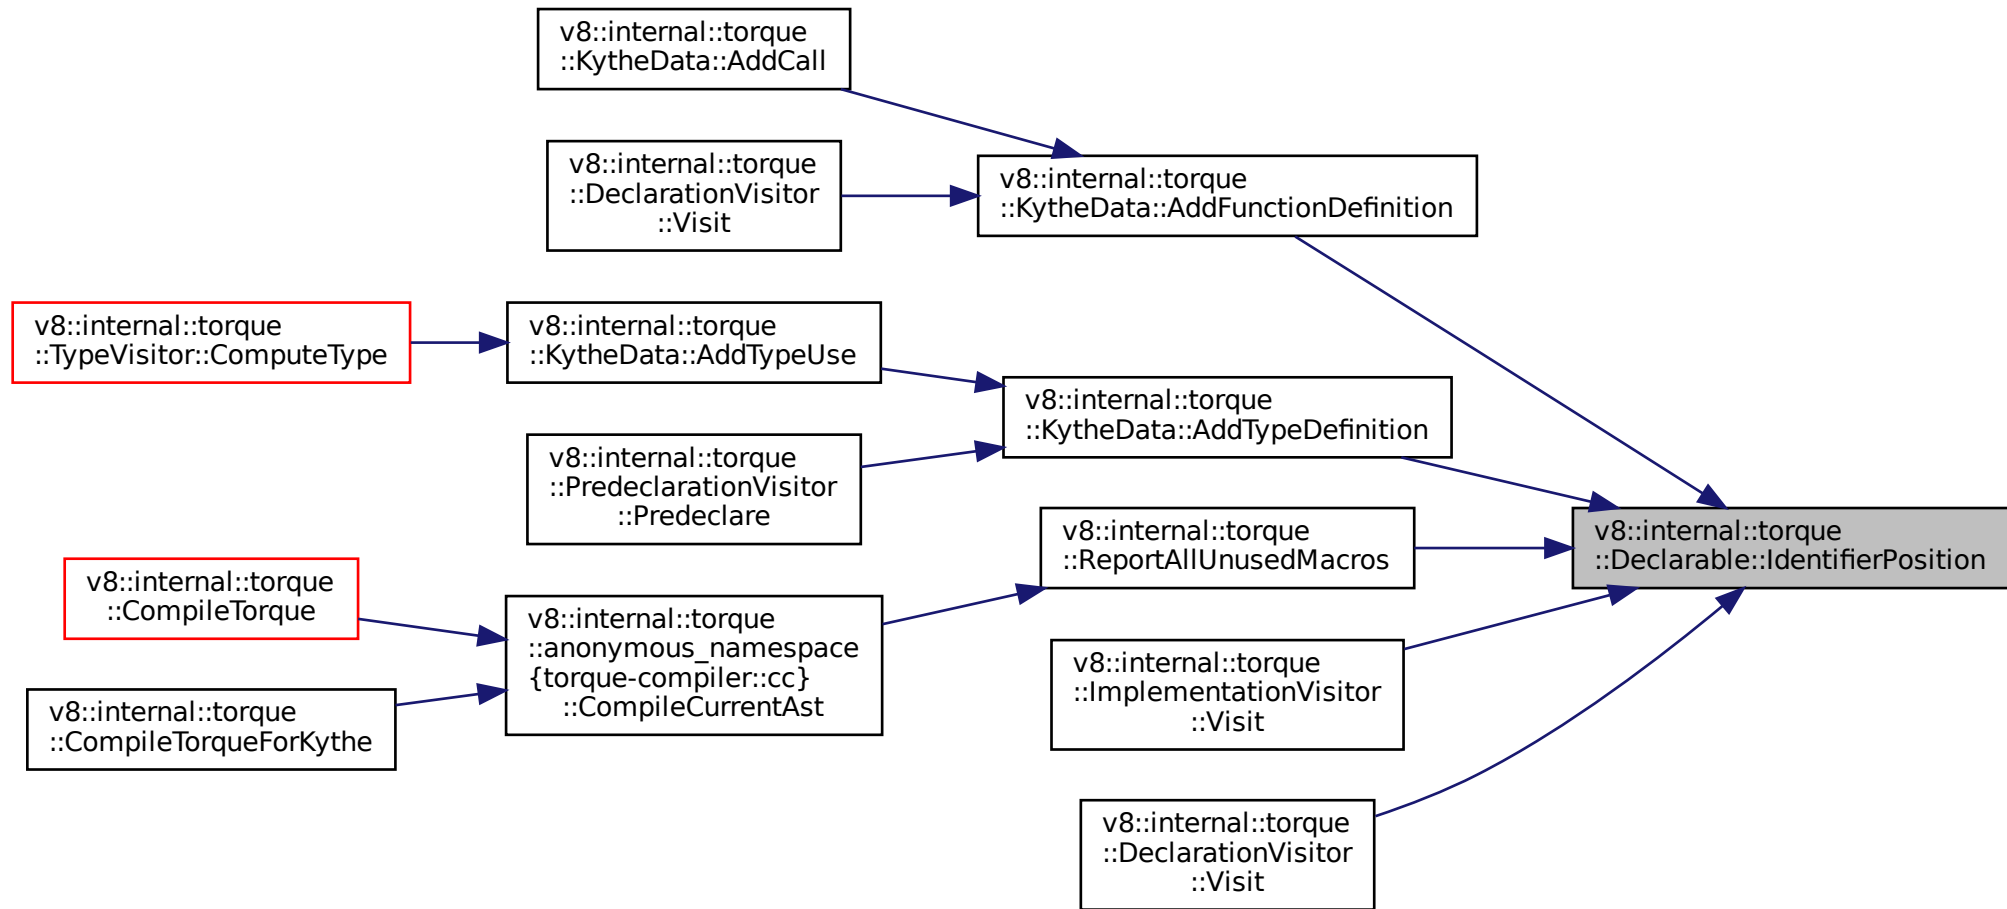 v8::internal::torque
::KytheData::AddCall
v8::internal::torque
::DeclarationVisitor
::Visit
v8::internal::torque
::KytheData::AddFunctionDefinition
v8::internal::torque
::TypeVisitor::ComputeType
v8::internal::torque
::KytheData::AddTypeUse
v8::internal::torque
::KytheData::AddTypeDefinition
v8::internal::torque
::PredeclarationVisitor
::Predeclare
v8::internal::torque
::ReportAllUnusedMacros
v8::internal::torque
::Declarable::IdentifierPosition
v8::internal::torque
::CompileTorque
v8::internal::torque
::anonymous_namespace
{torque-compiler::cc}
::CompileCurrentAst
v8::internal::torque
::ImplementationVisitor
::Visit
v8::internal::torque
::CompileTorqueForKythe
v8::internal::torque
::DeclarationVisitor
::Visit